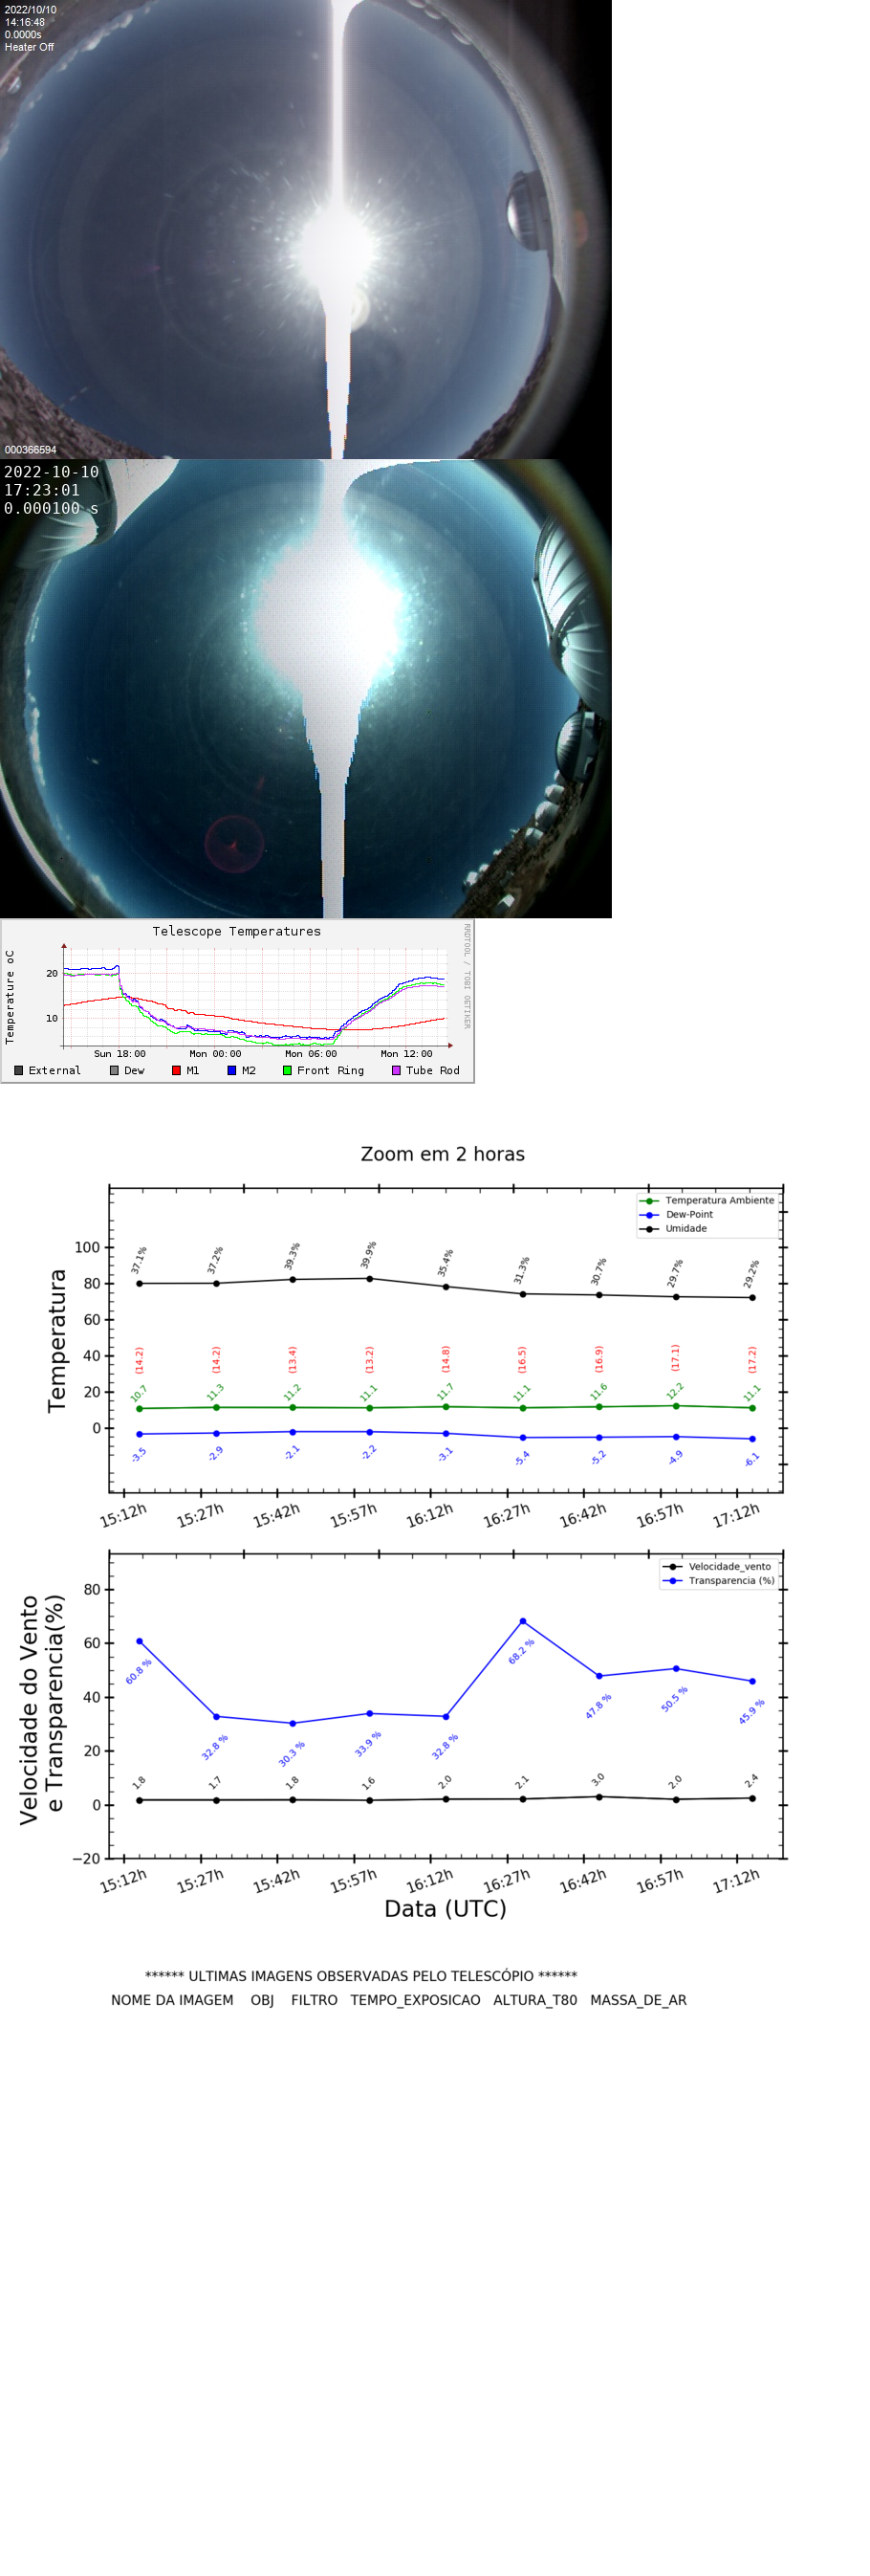 2022/10/10
14:16:48
0.0000s
Heater Off
000366594
2022-10-10
17:23:01
0.000100 s
Telescope Temperatures
RRDTOOL / TOBI OETIKER
Temperature oC
20
10
Sun 18:00 Mon 00:00 Mon 06:00 Mon 12:00
External Dew M1 M2 Front Ring Tube Rod
Zoom em 2 horas
Temperatura Ambiente
Dew-Point
Umidade
Temperatura
100
80
60
40
20
0
37.1% 37.2% 39.3% 39.9% 35.4% 31.3% 30.7% 29.7% 29.2%
(14.2) (14.2) (13.4) (13.2) (14.8) (16.5) (16.9) (17.1) (17.2)
10.7 11.3 11.2 11.1 11.7 11.1 11.6 12.2 11.1
-3.5 -2.9 -2.1 -2.2 -3.1 -5.4 -5.2 -4.9 -6.1
15:12h 15:27h 15:42h 15:57h 16:12h 16:27h 16:42h 16:57h 17:12h
Velocidade_vento
Transparencia (%)
Velocidade do Vento
e Transparencia(%)
80
60
40
20
0
−20
60.8 % 32.8 % 30.3 % 33.9 % 32.8 % 68.2 % 47.8 % 50.5 % 45.9 %
1.8 1.7 1.8 1.6 2.0 2.1 3.0 2.0 2.4
15:12h 15:27h 15:42h 15:57h 16:12h 16:27h 16:42h 16:57h 17:12h
Data (UTC)
****** ULTIMAS IMAGENS OBSERVADAS PELO TELESCÓPIO ******
NOME DA IMAGEM OBJ FILTRO TEMPO_EXPOSICAO ALTURA_T80 MASSA_DE_AR